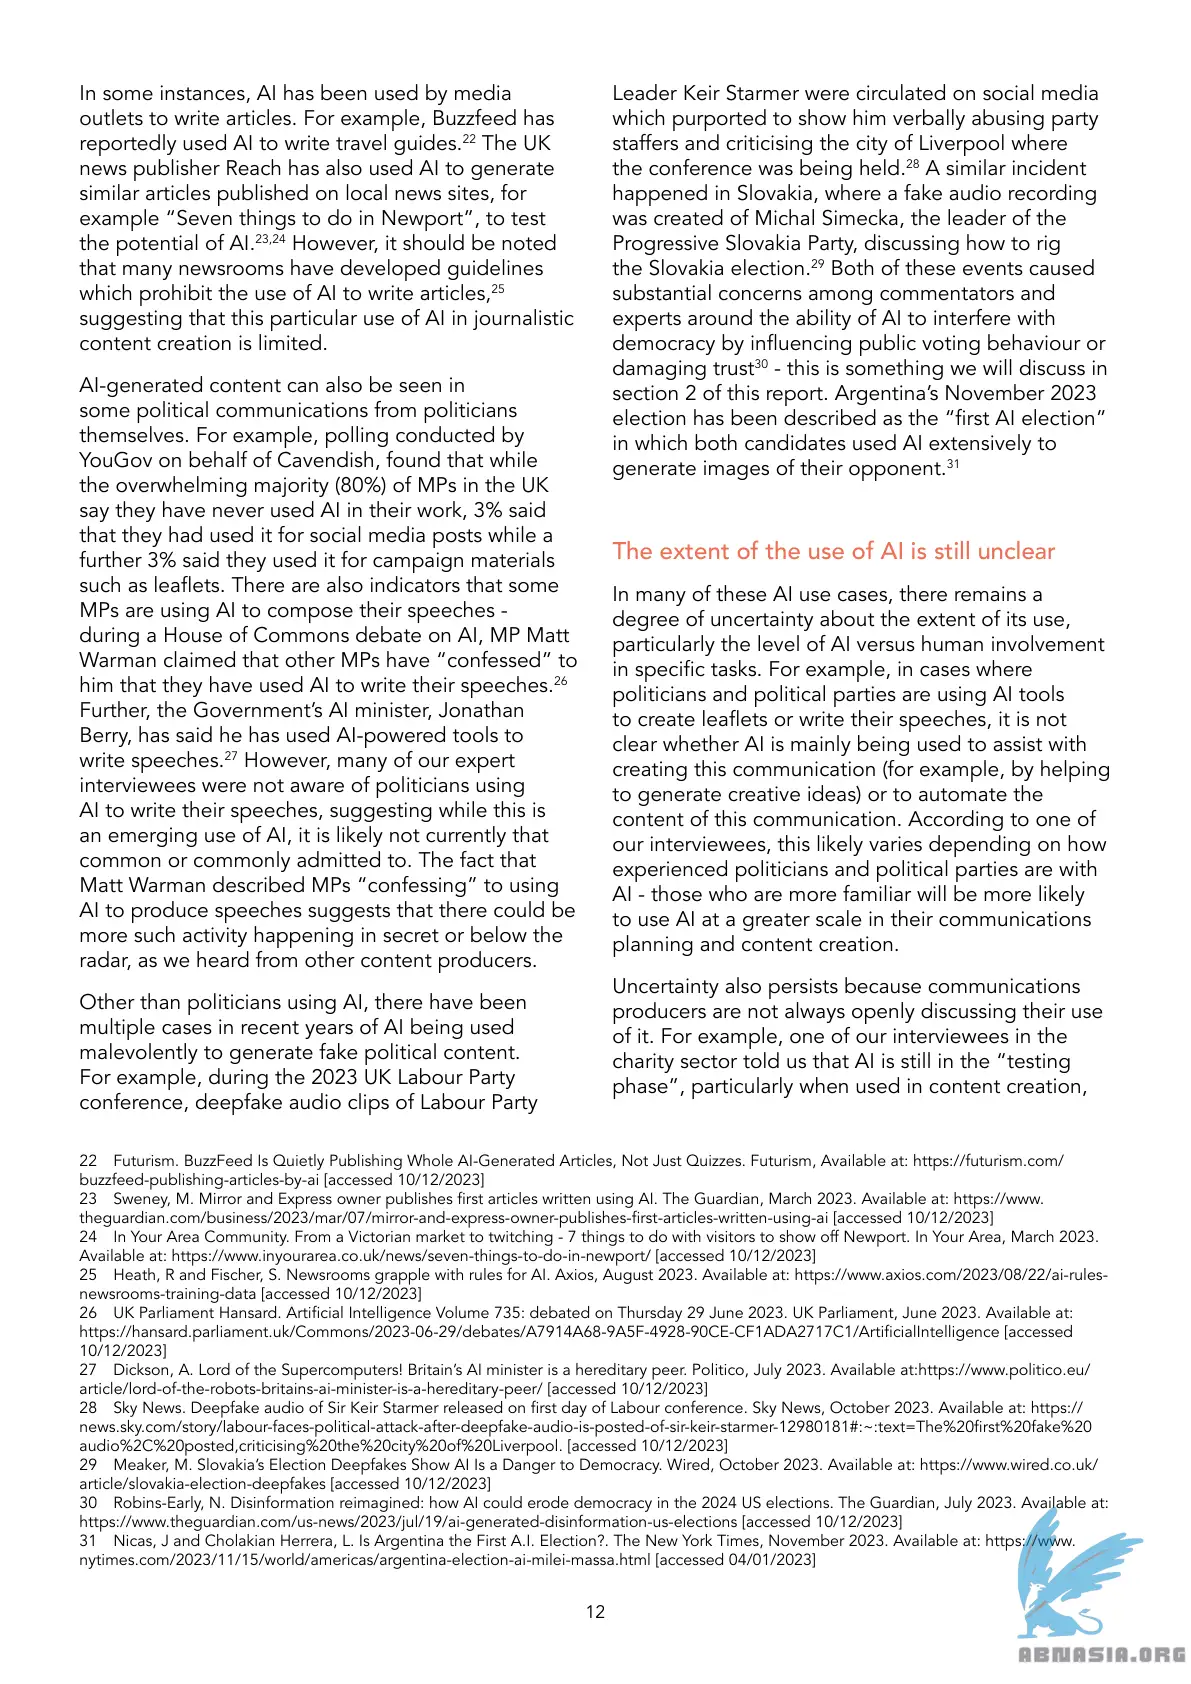 In some instances, AI has been used by media
outlets to write articles. For example, Buzzfeed has
reportedly used AI to write travel guides.22 The UK
news publisher Reach has also used AI to generate
similar articles published on local news sites, for
example “Seven things to do in Newport”, to test
the potential of AI.23,24 However, it should be noted
that many newsrooms have developed guidelines
which prohibit the use of AI to write articles,25
suggesting that this particular use of AI in journalistic
content creation is limited.
AI-generated content can also be seen in
some political communications from politicians
themselves. For example, polling conducted by
YouGov on behalf of Cavendish, found that while
the overwhelming majority (80%) of MPs in the UK
say they have never used AI in their work, 3% said
that they had used it for social media posts while a
further 3% said they used it for campaign materials
such as leaflets. There are also indicators that some
MPs are using AI to compose their speeches -
during a House of Commons debate on AI, MP Matt
Warman claimed that other MPs have “confessed” to
him that they have used AI to write their speeches.26
Further, the Government’s AI minister, Jonathan
Berry, has said he has used AI-powered tools to
write speeches.27 However, many of our expert
interviewees were not aware of politicians using
AI to write their speeches, suggesting while this is
an emerging use of AI, it is likely not currently that
common or commonly admitted to. The fact that
Matt Warman described MPs “confessing” to using
AI to produce speeches suggests that there could be
more such activity happening in secret or below the
radar, as we heard from other content producers.
Other than politicians using AI, there have been
multiple cases in recent years of AI being used
malevolently to generate fake political content.
For example, during the 2023 UK Labour Party
conference, deepfake audio clips of Labour Party
Leader Keir Starmer were circulated on social media
which purported to show him verbally abusing party
staffers and criticising the city of Liverpool where
the conference was being held.28 A similar incident
happened in Slovakia, where a fake audio recording
was created of Michal Simecka, the leader of the
Progressive Slovakia Party, discussing how to rig
the Slovakia election.29 Both of these events caused
substantial concerns among commentators and
experts around the ability of AI to interfere with
democracy by influencing public voting behaviour or
damaging trust30 - this is something we will discuss in
section 2 of this report. Argentina’s November 2023
election has been described as the “first AI election”
in which both candidates used AI extensively to
generate images of their opponent.31
The extent of the use of AI is still unclear
In many of these AI use cases, there remains a
degree of uncertainty about the extent of its use,
particularly the level of AI versus human involvement
in specific tasks. For example, in cases where
politicians and political parties are using AI tools
to create leaflets or write their speeches, it is not
clear whether AI is mainly being used to assist with
creating this communication (for example, by helping
to generate creative ideas) or to automate the
content of this communication. According to one of
our interviewees, this likely varies depending on how
experienced politicians and political parties are with
AI - those who are more familiar will be more likely
to use AI at a greater scale in their communications
planning and content creation.
Uncertainty also persists because communications
producers are not always openly discussing their use
of it. For example, one of our interviewees in the
charity sector told us that AI is still in the “testing
phase”, particularly when used in content creation,
22 Futurism. BuzzFeed Is Quietly Publishing Whole AI-Generated Articles, Not Just Quizzes. Futurism, Available at: https://futurism.com/
buzzfeed-publishing-articles-by-ai [accessed 10/12/2023]
23 Sweney, M. Mirror and Express owner publishes first articles written using AI. The Guardian, March 2023. Available at: https://www.
theguardian.com/business/2023/mar/07/mirror-and-express-owner-publishes-first-articles-written-using-ai [accessed 10/12/2023]
24 In Your Area Community. From a Victorian market to twitching - 7 things to do with visitors to show off Newport. In Your Area, March 2023.
Available at: https://www.inyourarea.co.uk/news/seven-things-to-do-in-newport/ [accessed 10/12/2023]
25 Heath, R and Fischer, S. Newsrooms grapple with rules for AI. Axios, August 2023. Available at: https://www.axios.com/2023/08/22/ai-rules-
newsrooms-training-data [accessed 10/12/2023]
26 UK Parliament Hansard. Artificial Intelligence Volume 735: debated on Thursday 29 June 2023. UK Parliament, June 2023. Available at:
https://hansard.parliament.uk/Commons/2023-06-29/debates/A7914A68-9A5F-4928-90CE-CF1ADA2717C1/ArtificialIntelligence [accessed
10/12/2023]
27 Dickson, A. Lord of the Supercomputers! Britain’s AI minister is a hereditary peer. Politico, July 2023. Available at:https://www.politico.eu/
article/lord-of-the-robots-britains-ai-minister-is-a-hereditary-peer/ [accessed 10/12/2023]
28 Sky News. Deepfake audio of Sir Keir Starmer released on first day of Labour conference. Sky News, October 2023. Available at: https://
news.sky.com/story/labour-faces-political-attack-after-deepfake-audio-is-posted-of-sir-keir-starmer-12980181#:~:text=The%20first%20fake%20
audio%2C%20posted,criticising%20the%20city%20of%20Liverpool. [accessed 10/12/2023]
29 Meaker, M. Slovakia’s Election Deepfakes Show AI Is a Danger to Democracy. Wired, October 2023. Available at: https://www.wired.co.uk/
article/slovakia-election-deepfakes [accessed 10/12/2023]
30 Robins-Early, N. Disinformation reimagined: how AI could erode democracy in the 2024 US elections. The Guardian, July 2023. Available at:
https://www.theguardian.com/us-news/2023/jul/19/ai-generated-disinformation-us-elections [accessed 10/12/2023]
31 Nicas, J and Cholakian Herrera, L. Is Argentina the First A.I. Election?. The New York Times, November 2023. Available at: https://www.
nytimes.com/2023/11/15/world/americas/argentina-election-ai-milei-massa.html [accessed 04/01/2023]
12
ABNASIA.ORG